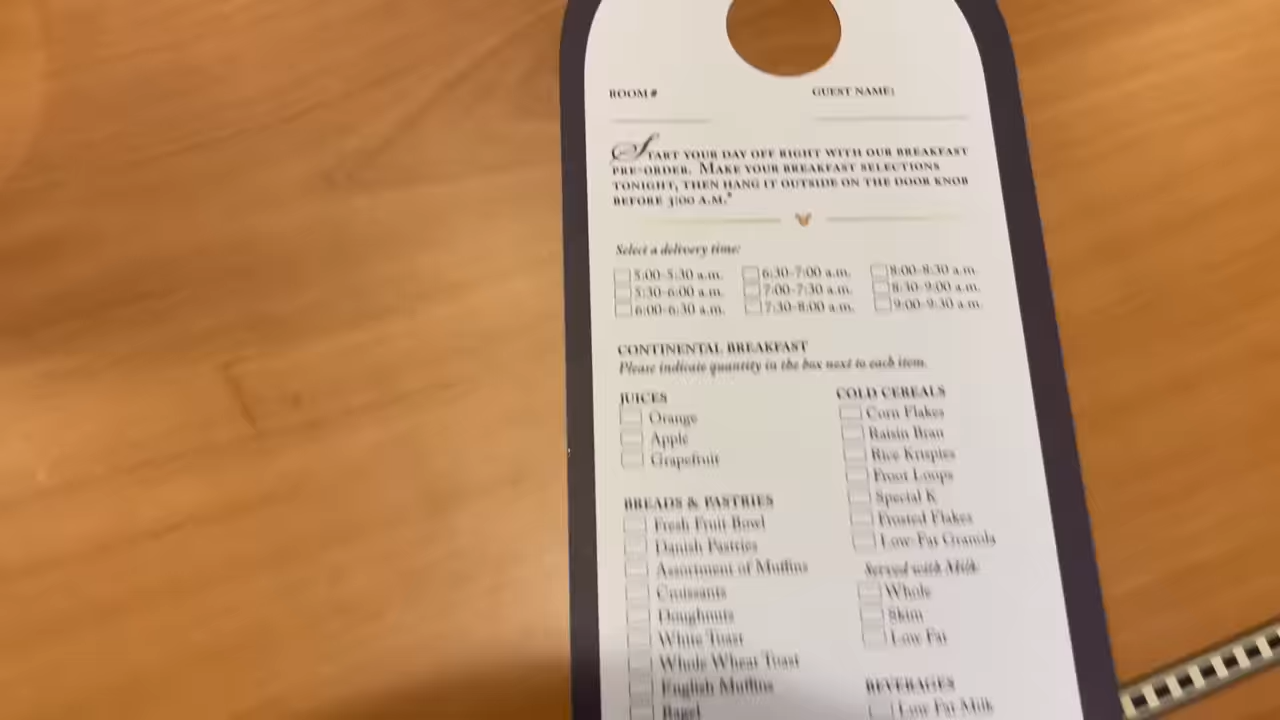 ROOM # GUEST NAME:
START YOUR DAY OFF RIGHT WITH OUR BREAKFAST
PRE-ORDER. MAKE YOUR BREAKFAST SELECTIONS
TONIGHT, THEN HANG IT OUTSIDE ON THE DOOR KNOB
BEFORE 3:00 A.M.*
Select a delivery time:
5:00-5:30 a.m. 6:30-7:00 a.m. 8:00-8:30 a.m.
5:30-6:00 a.m. 7:00-7:30 a.m. 8:30-9:00 a.m.
6:00-6:30 a.m. 7:30-8:00 a.m. 9:00-9:30 a.m.
CONTINENTAL BREAKFAST
Please indicate quantity in the box next to each item.
JUICES
Orange
Apple
Grapefruit
BREADS & PASTRIES
Fresh Fruit Bowl
Danish Pastries
Assortment of Muffins
Croissants
Doughnuts
White Toast
Whole Wheat Toast
English Muffins
Bagel
COLD CEREALS
Corn Flakes
Raisin Bran
Rice Krispies
Froot Loops
Special K
Frosted Flakes
Low-Fat Granola
Served with Milk
Whole
Skim
Low Fat
BEVERAGES
Low Fat Milk